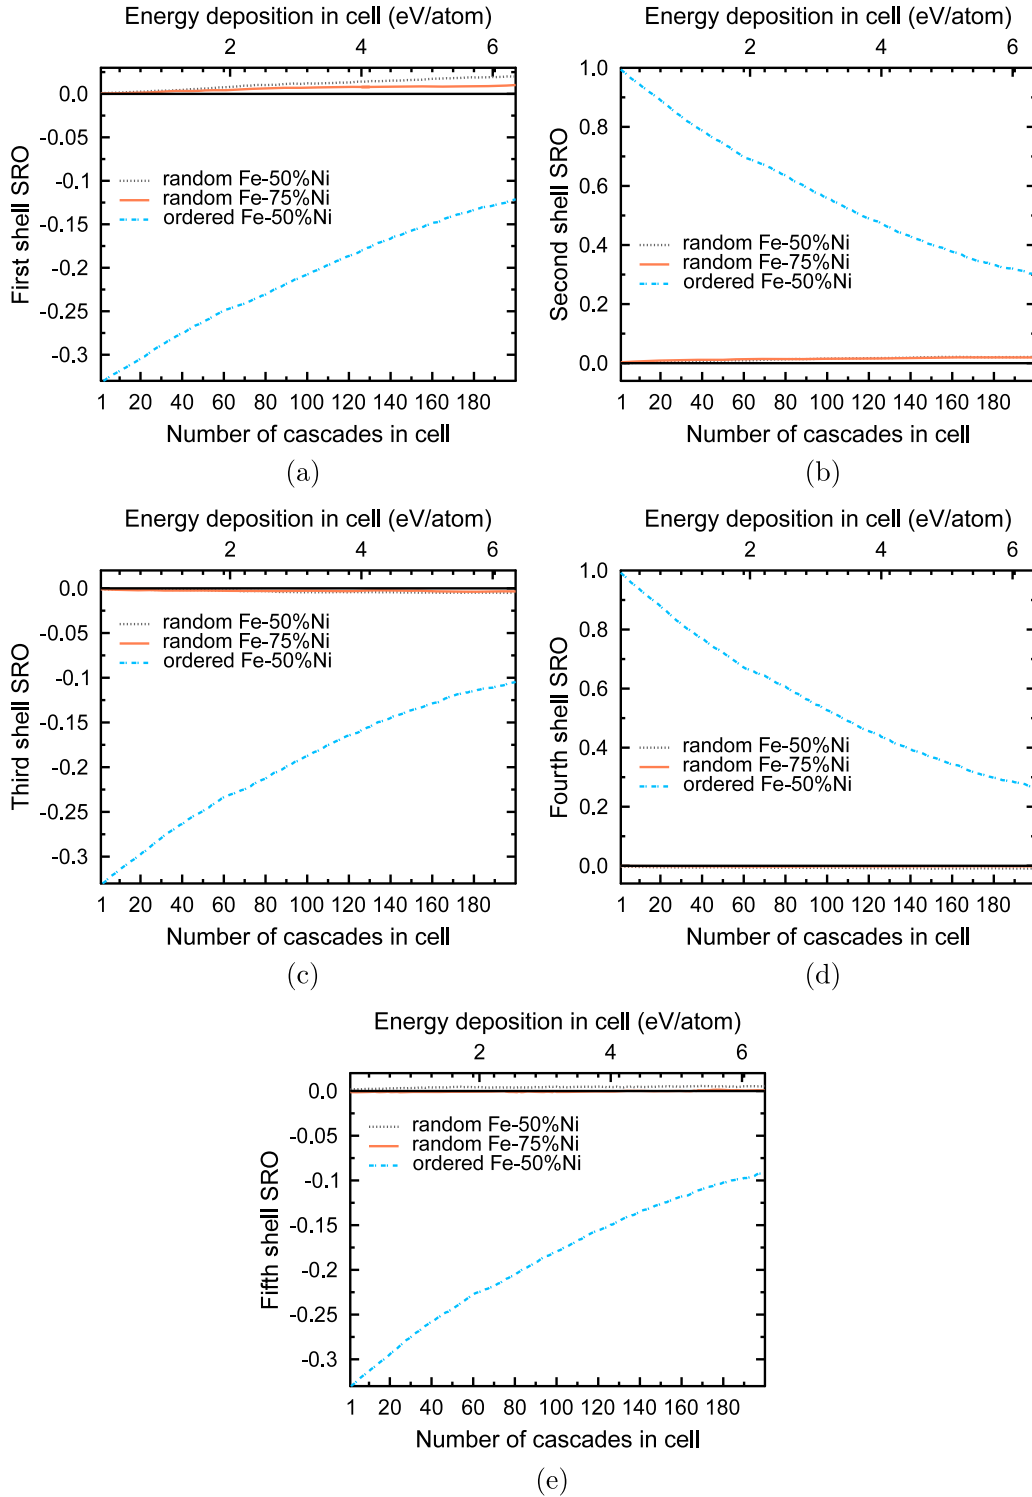 Energy deposition in cell (eV/atom)
2 4 6
First shell SRO
0.0
-0.05
-0.1
-0.15
-0.2
-0.25
-0.3
random Fe-50%Ni
random Fe-75%Ni
ordered Fe-50%Ni
1 20 40 60 80 100 120 140 160 180
Number of cascades in cell
(a)
Energy deposition in cell (eV/atom)
2 4 6
Second shell SRO
1.0
0.8
0.6
0.4
0.2
0.0
random Fe-50%Ni
random Fe-75%Ni
ordered Fe-50%Ni
1 20 40 60 80 100 120 140 160 180
Number of cascades in cell
(b)
Energy deposition in cell (eV/atom)
2 4 6
Third shell SRO
0.0
-0.05
-0.1
-0.15
-0.2
-0.25
-0.3
random Fe-50%Ni
random Fe-75%Ni
ordered Fe-50%Ni
1 20 40 60 80 100 120 140 160 180
Number of cascades in cell
(c)
Energy deposition in cell (eV/atom)
2 4 6
Fourth shell SRO
1.0
0.8
0.6
0.4
0.2
0.0
random Fe-50%Ni
random Fe-75%Ni
ordered Fe-50%Ni
1 20 40 60 80 100 120 140 160 180
Number of cascades in cell
(d)
Energy deposition in cell (eV/atom)
2 4 6
Fifth shell SRO
0.0
-0.05
-0.1
-0.15
-0.2
-0.25
-0.3
random Fe-50%Ni
random Fe-75%Ni
ordered Fe-50%Ni
1 20 40 60 80 100 120 140 160 180
Number of cascades in cell
(e)